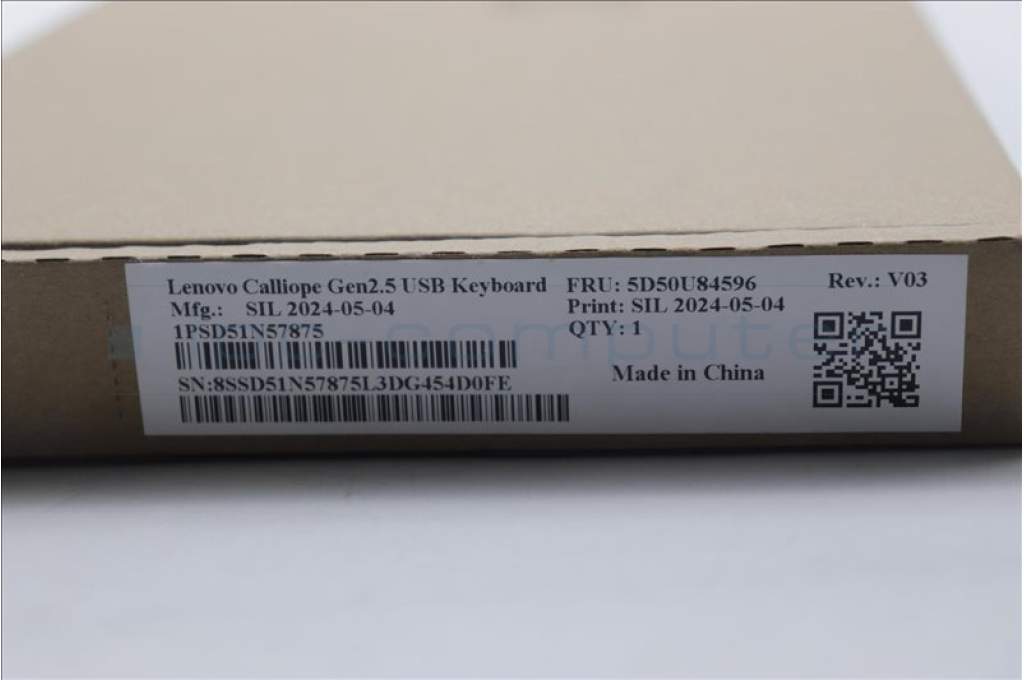 Lenovo Calliope Gen2.5 USB Keyboard FRU: 5D50U84596 Rev.: V03
Mfg.: SIL 2024-05-04 Print: SIL 2024-05-04
1PSD51N57875 QTY: 1
Made in China
SN:8SSD51N57875L3DG454D0FE